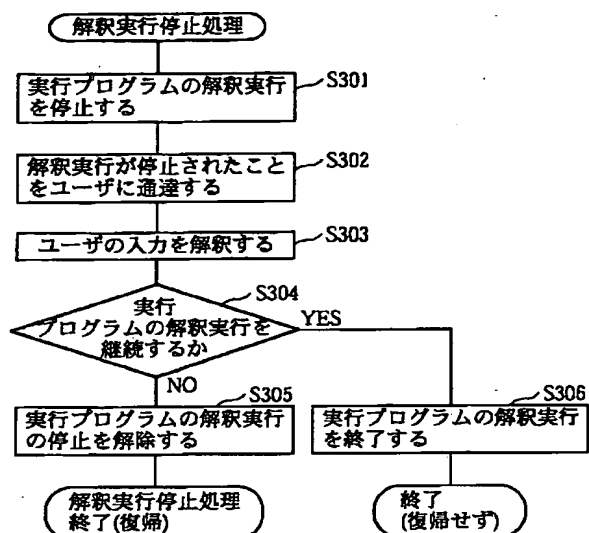 解釈実行停止処理
実行プログラムの解釈実行
を停止する
S301
解釈実行が停止されたこと
をユーザに通達する
S302
ユーザの入力を解釈する
S303
S304
実行
プログラムの解釈実行を
継続するか
YES
NO
S305
実行プログラムの解釈実行
の停止を解除する
S306
実行プログラムの解釈実行
を終了する
解釈実行停止処理
終了(復帰)
終了
(復帰せず)